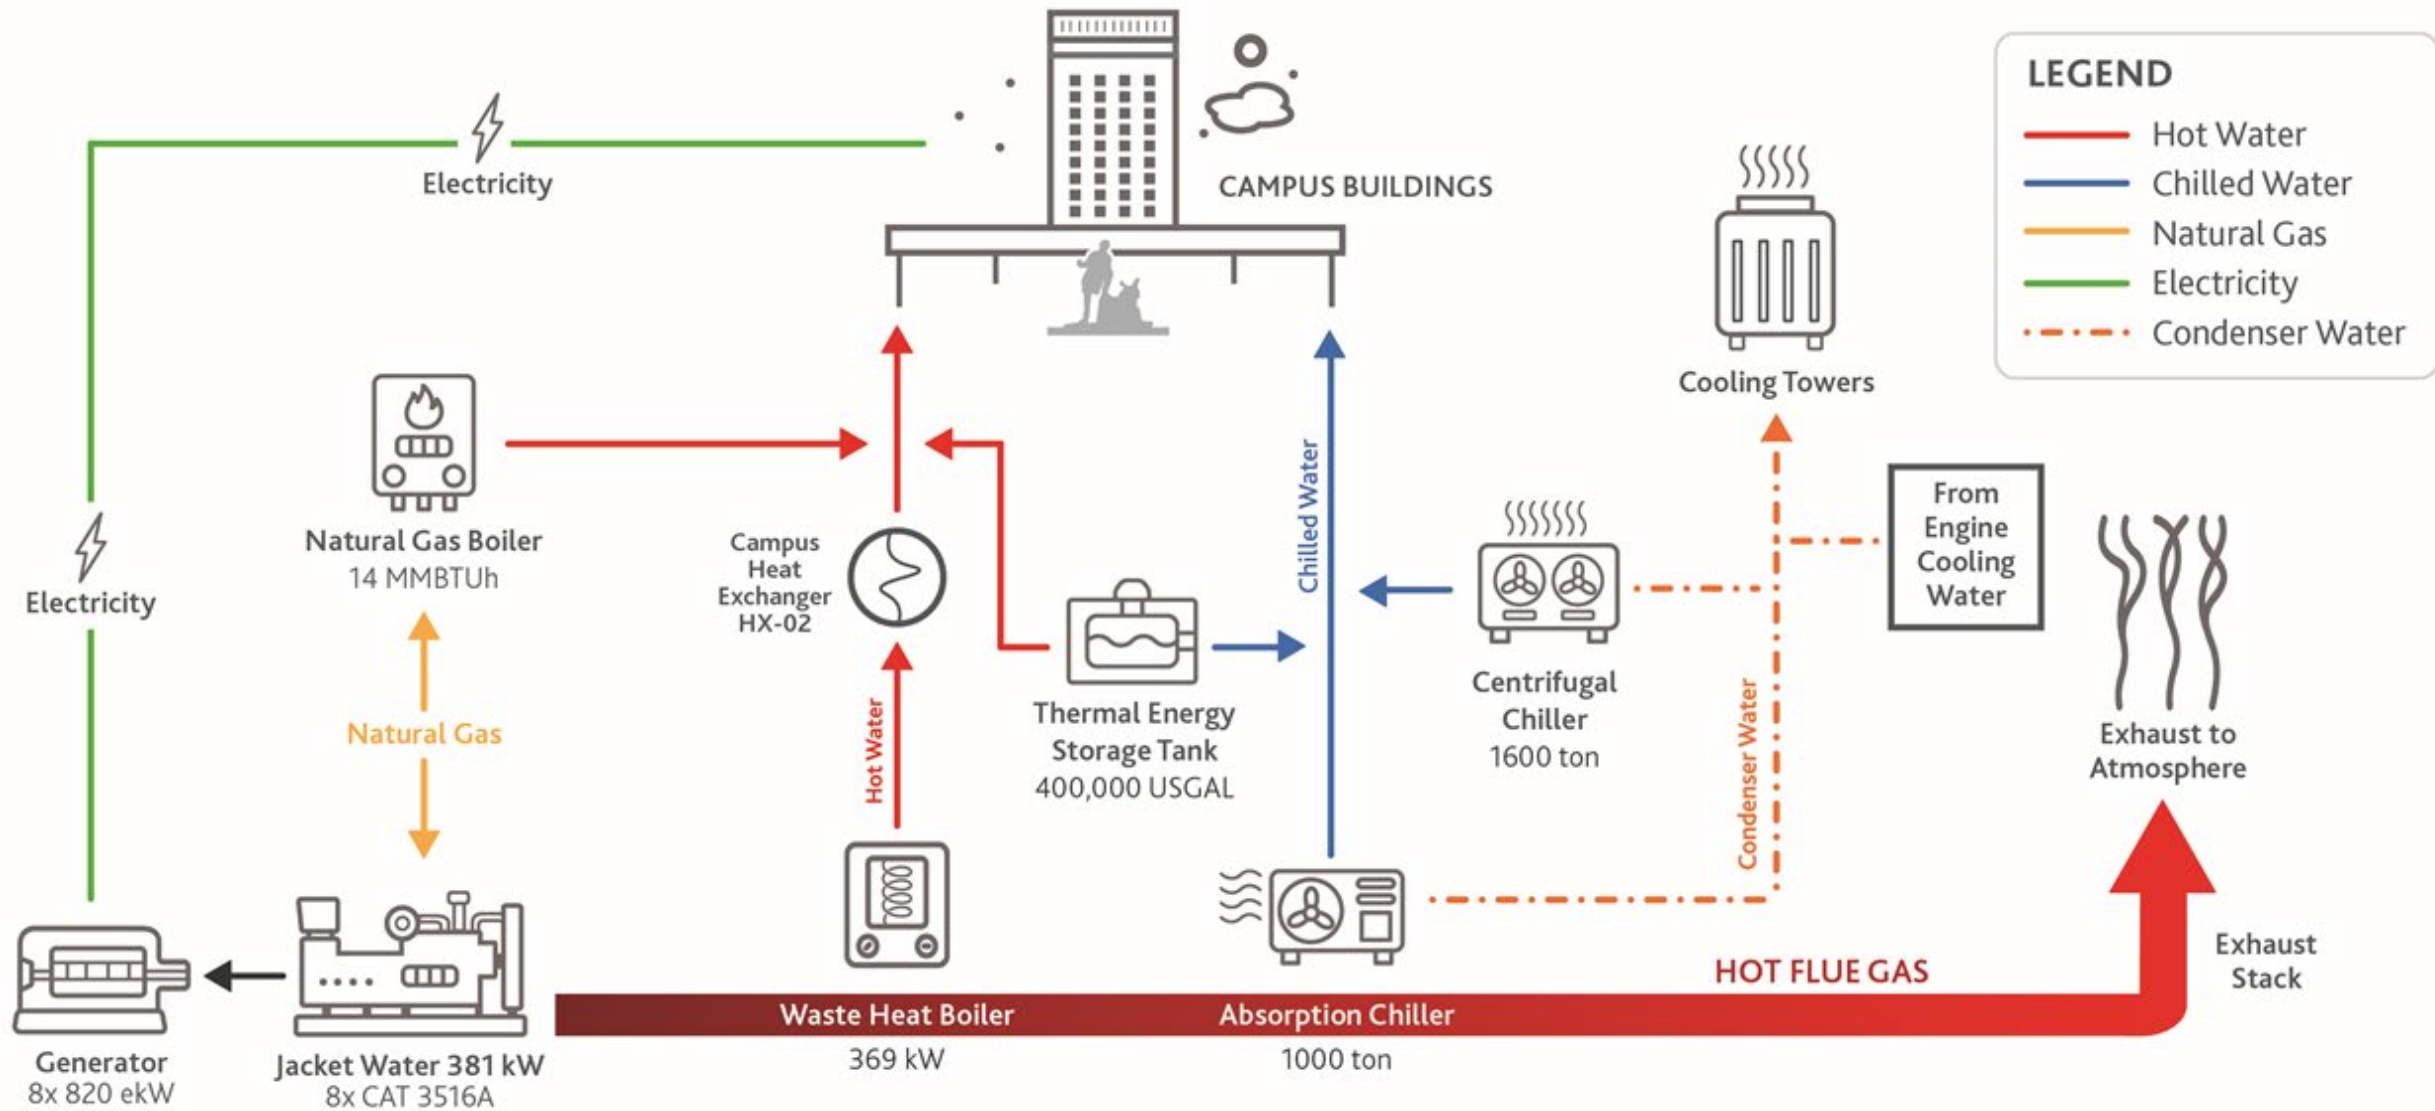 LEGEND
Hot Water
Chilled Water
Natural Gas
Electricity
Condenser Water
Electricity
CAMPUS BUILDINGS
Cooling Towers
Natural Gas Boiler
14 MMBTUh
Campus
Heat
Exchanger
HX-02
Chilled Water
From
Engine
Cooling
Water
Electricity
Natural Gas
Hot Water
Thermal Energy
Storage Tank
400,000 USGAL
Centrifugal
Chiller
1600 ton
Condenser Water
Exhaust to
Atmosphere
Exhaust
Stack
HOT FLUE GAS
Waste Heat Boiler
Absorption Chiller
Generator
8x 820 ekW
Jacket Water 381 kW
8x CAT 3516A
369 kW
1000 ton